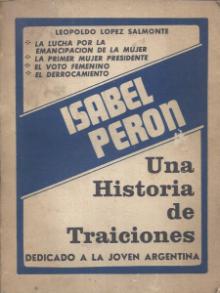 LEOPOLDO LOPEZ SALMONTE
❖ LA LUCHA POR LA
EMANCIPACION DE LA MUJER
❖ LA PRIMER MUJER PRESIDENTE
❖ EL VOTO FEMENINO
❖ EL DERROCAMIENTO
ISABEL
PERON
Una
Historia
de
Traiciones
DEDICADO A LA JOVEN ARGENTINA